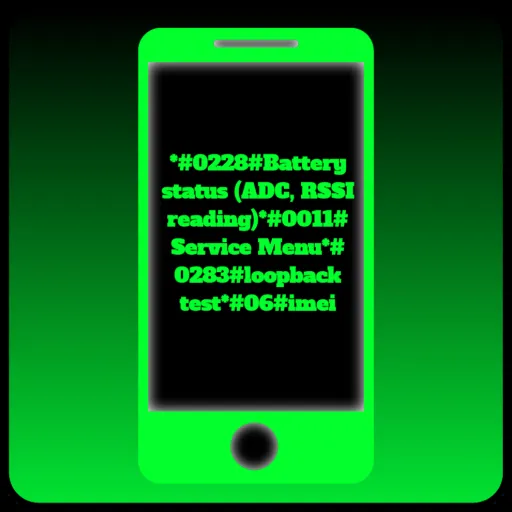 *#0228#Battery
status (ADC, RSSI
reading)*#0011#
Service Menu*#
0283#loopback
test*#06#imei